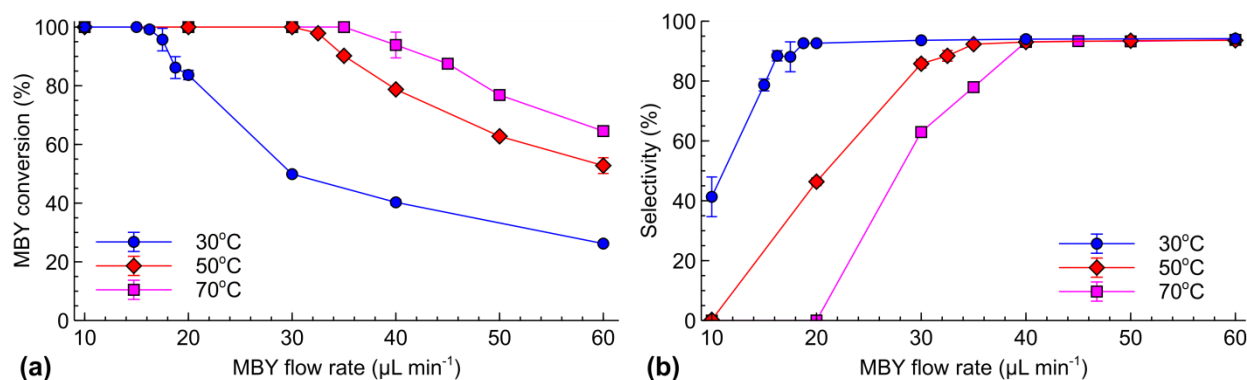 100
80
60
40
20
0
MBY conversion (%)
30°C
50°C
70°C
10 20 30 40 50 60
(a) MBY flow rate (µL min⁻¹)
100
80
60
40
20
0
Selectivity (%)
30°C
50°C
70°C
10 20 30 40 50 60
(b) MBY flow rate (µL min⁻¹)